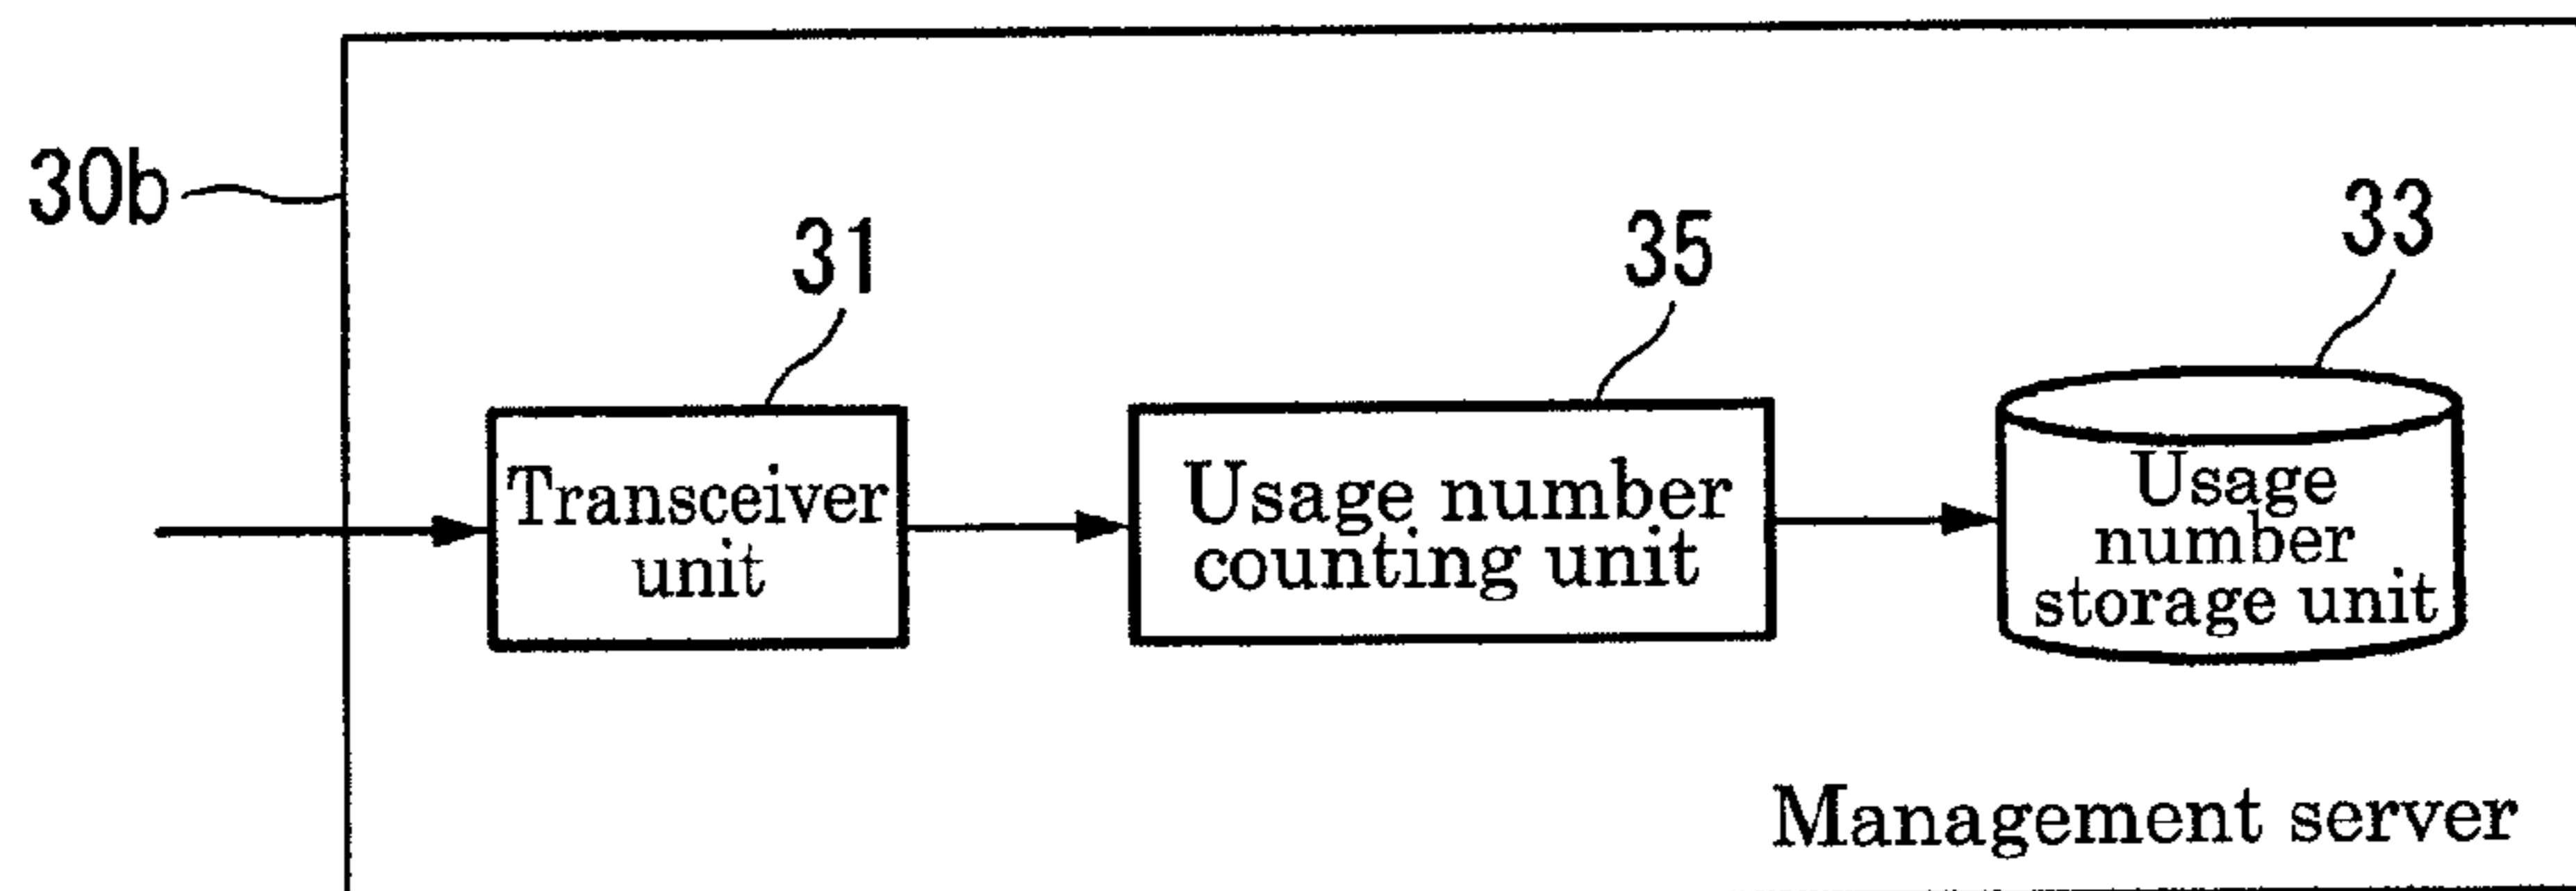 30b
31
35
33
Transceiver
unit
Usage number
counting unit
Usage
number
storage unit
Management server